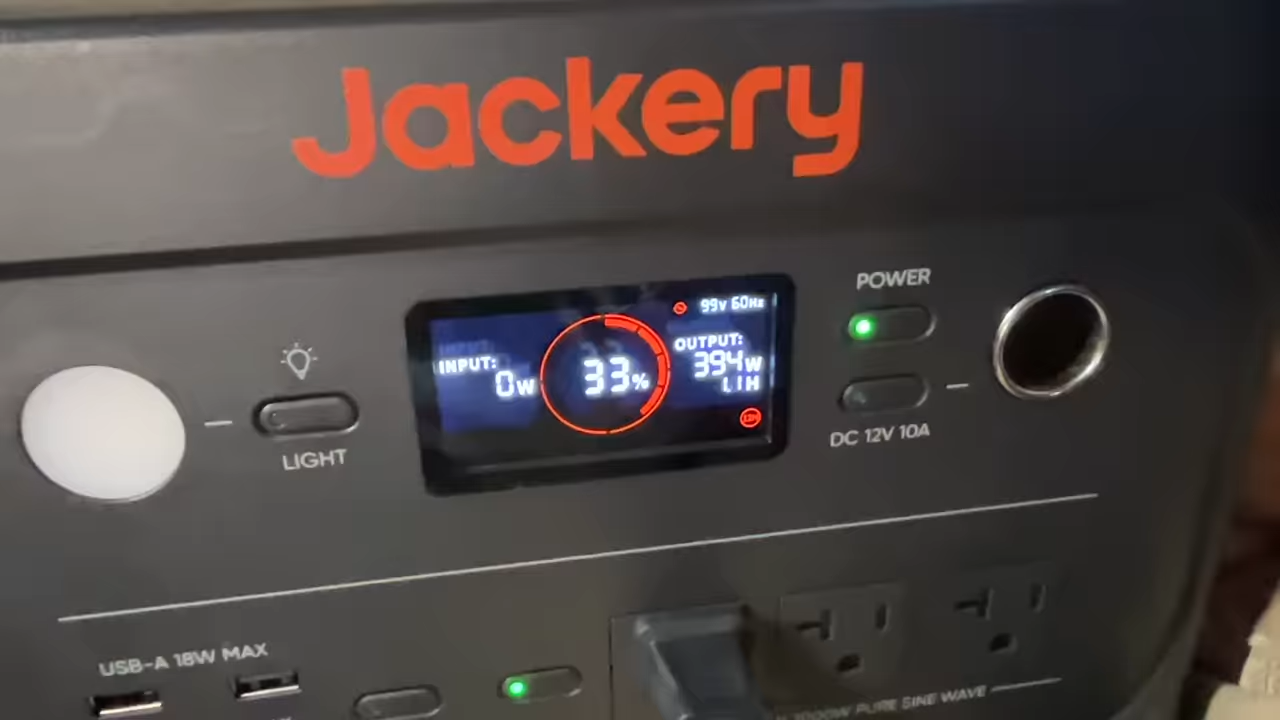 Jackery
POWER
99v 60Hz
INPUT:
0W
33%
OUTPUT:
394W
LIGHT
DC 12V 10A
USB-A 18W MAX
PURE SINE WAVE